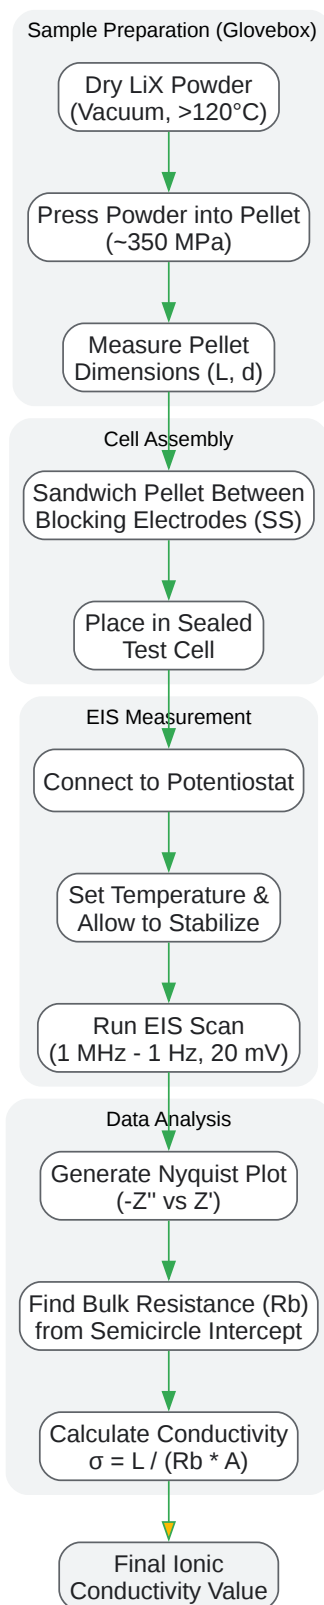 Sample Preparation (Glovebox)
Dry LiX Powder
(Vacuum, >120°C)
Press Powder into Pellet
(~350 MPa)
Measure Pellet
Dimensions (L, d)
Cell Assembly
Sandwich Pellet Between
Blocking Electrodes (SS)
Place in Sealed
Test Cell
EIS Measurement
Connect to Potentiostat
Set Temperature &
Allow to Stabilize
Run EIS Scan
(1 MHz - 1 Hz, 20 mV)
Data Analysis
Generate Nyquist Plot
(-Z'' vs Z')
Find Bulk Resistance (Rb)
from Semicircle Intercept
Calculate Conductivity
σ = L / (Rb * A)
Final Ionic
Conductivity Value